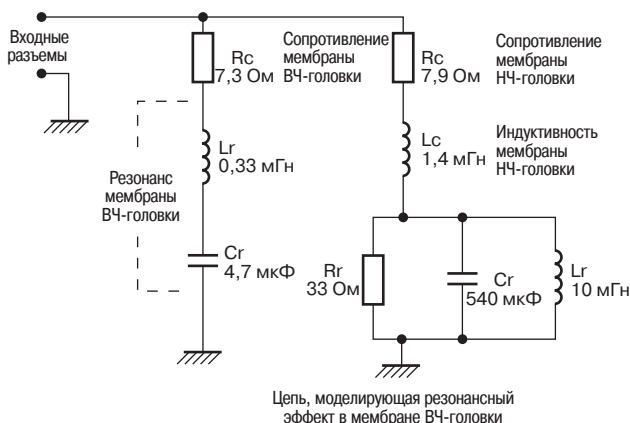 Входные
разъемы
Rc
7,3 Ом
Сопротивление
мембраны
ВЧ-головки
Rc
7,9 Ом
Сопротивление
мембраны
НЧ-головки
Lr
0,33 мГн
Lc
1,4 мГн
Индуктивность
мембраны
НЧ-головки
Резонанс
мембраны
ВЧ-головки
Cr
4,7 мкФ
Rr
33 Ом
Cr
540 мкФ
Lr
10 мГн
Цепь, моделирующая резонансный
эффект в мембране ВЧ-головки